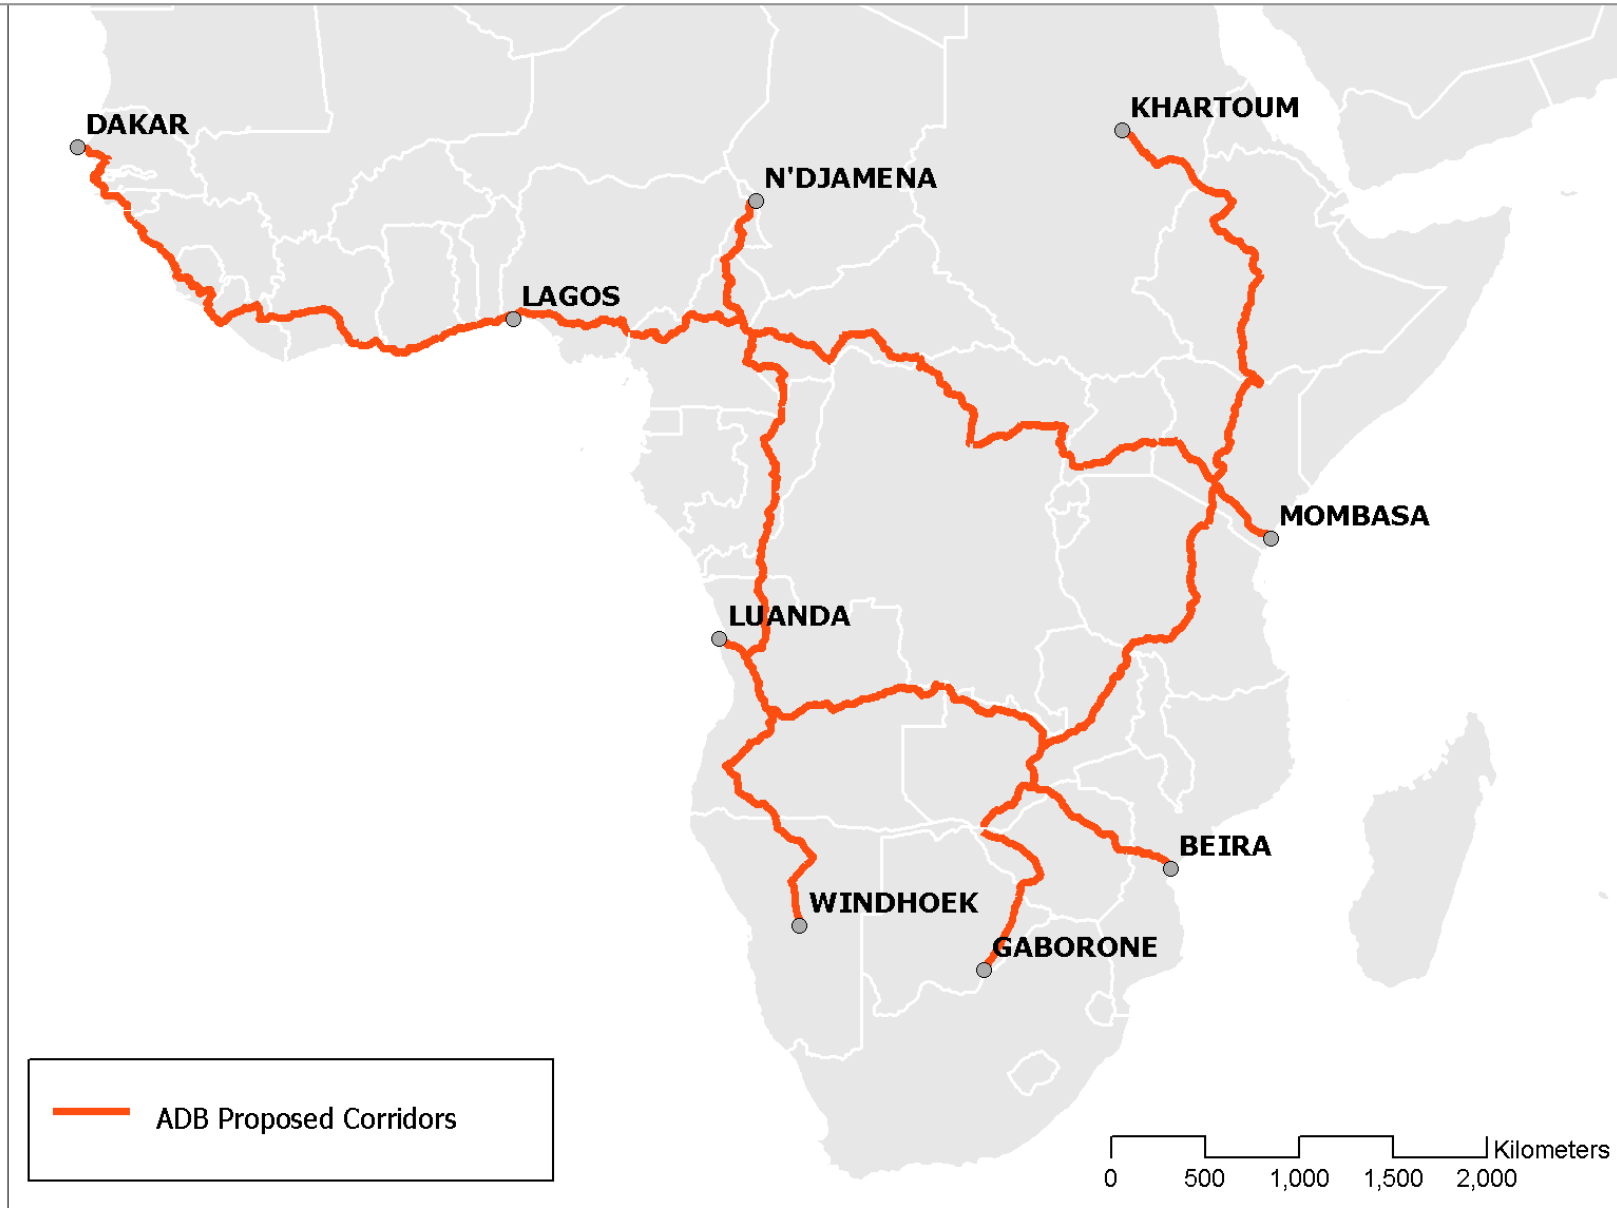 KHARTOUM
DAKAR
N'DJAMENA
LAGOS
MOMBASA
LUANDA
BEIRA
WINDHOEK
GABORONE
ADB Proposed Corridors
Kilometers
0 500 1,000 1,500 2,000